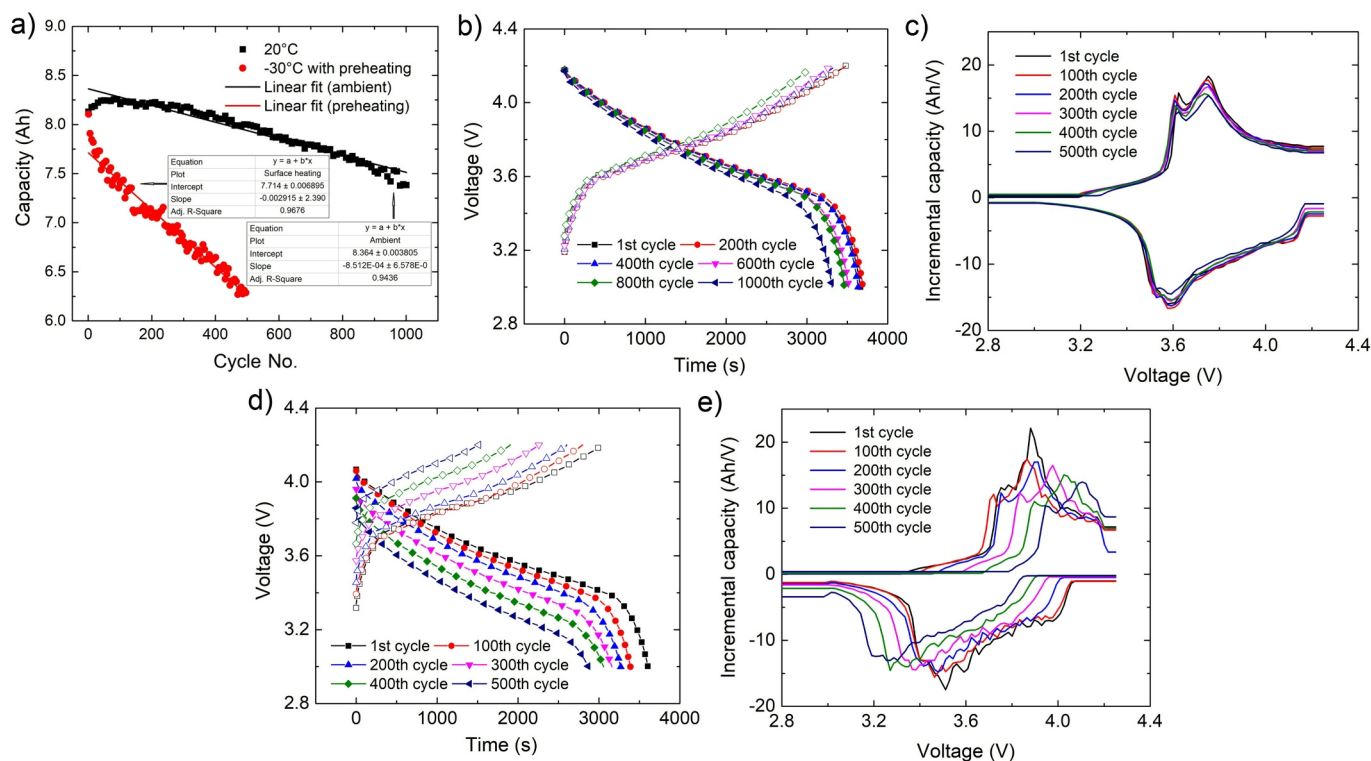 a)
9.0
8.5
8.0
7.5
7.0
6.5
6.0
Capacity (Ah)
20°C
-30°C with preheating
Linear fit (ambient)
Linear fit (preheating)
Equation y = a + b*x
Plot Surface heating
Intercept 7.714 ± 0.006895
Slope -0.002915 ± 2.390
Adj. R-Square 0.9676
Equation y = a + b*x
Plot Ambient
Intercept 8.364 ± 0.003805
Slope -8.512E-04 ± 6.578E-0
Adj. R-Square 0.9436
0 200 400 600 800 1000
Cycle No.
b)
4.4
4.0
3.6
3.2
2.8
Voltage (V)
1st cycle 200th cycle
400th cycle 600th cycle
800th cycle 1000th cycle
0 1000 2000 3000 4000
Time (s)
c)
20
10
0
-10
-20
Incremental capacity (Ah/V)
1st cycle
100th cycle
200th cycle
300th cycle
400th cycle
500th cycle
2.8 3.2 3.6 4.0 4.4
Voltage (V)
d)
4.4
4.0
3.6
3.2
2.8
Voltage (V)
1st cycle 100th cycle
200th cycle 300th cycle
400th cycle 500th cycle
0 1000 2000 3000 4000
Time (s)
e)
20
10
0
-10
-20
Incremental capacity (Ah/V)
1st cycle
100th cycle
200th cycle
300th cycle
400th cycle
500th cycle
2.8 3.2 3.6 4.0 4.4
Voltage (V)